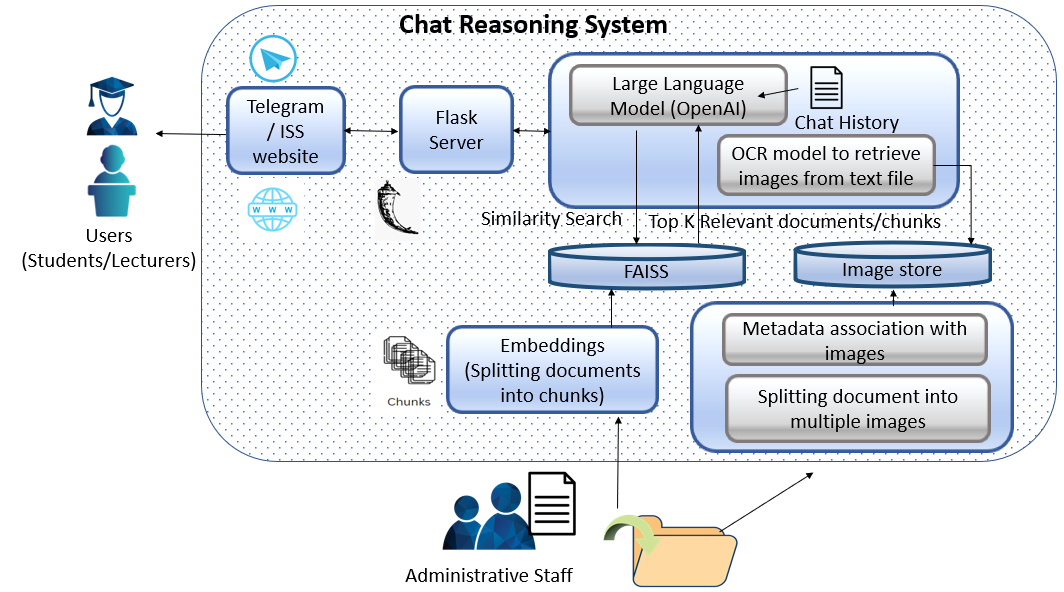 Chat Reasoning System
Telegram
/ ISS
website
Flask
Server
Large Language
Model (OpenAI)
Chat History
OCR model to retrieve
images from text file
WWW
Users
(Students/Lecturers)
Similarity Search
Top K Relevant documents/chunks
FAISS
Image store
Embeddings
(Splitting documents
into chunks)
Chunks
Metadata association with
images
Splitting document into
multiple images
Administrative Staff